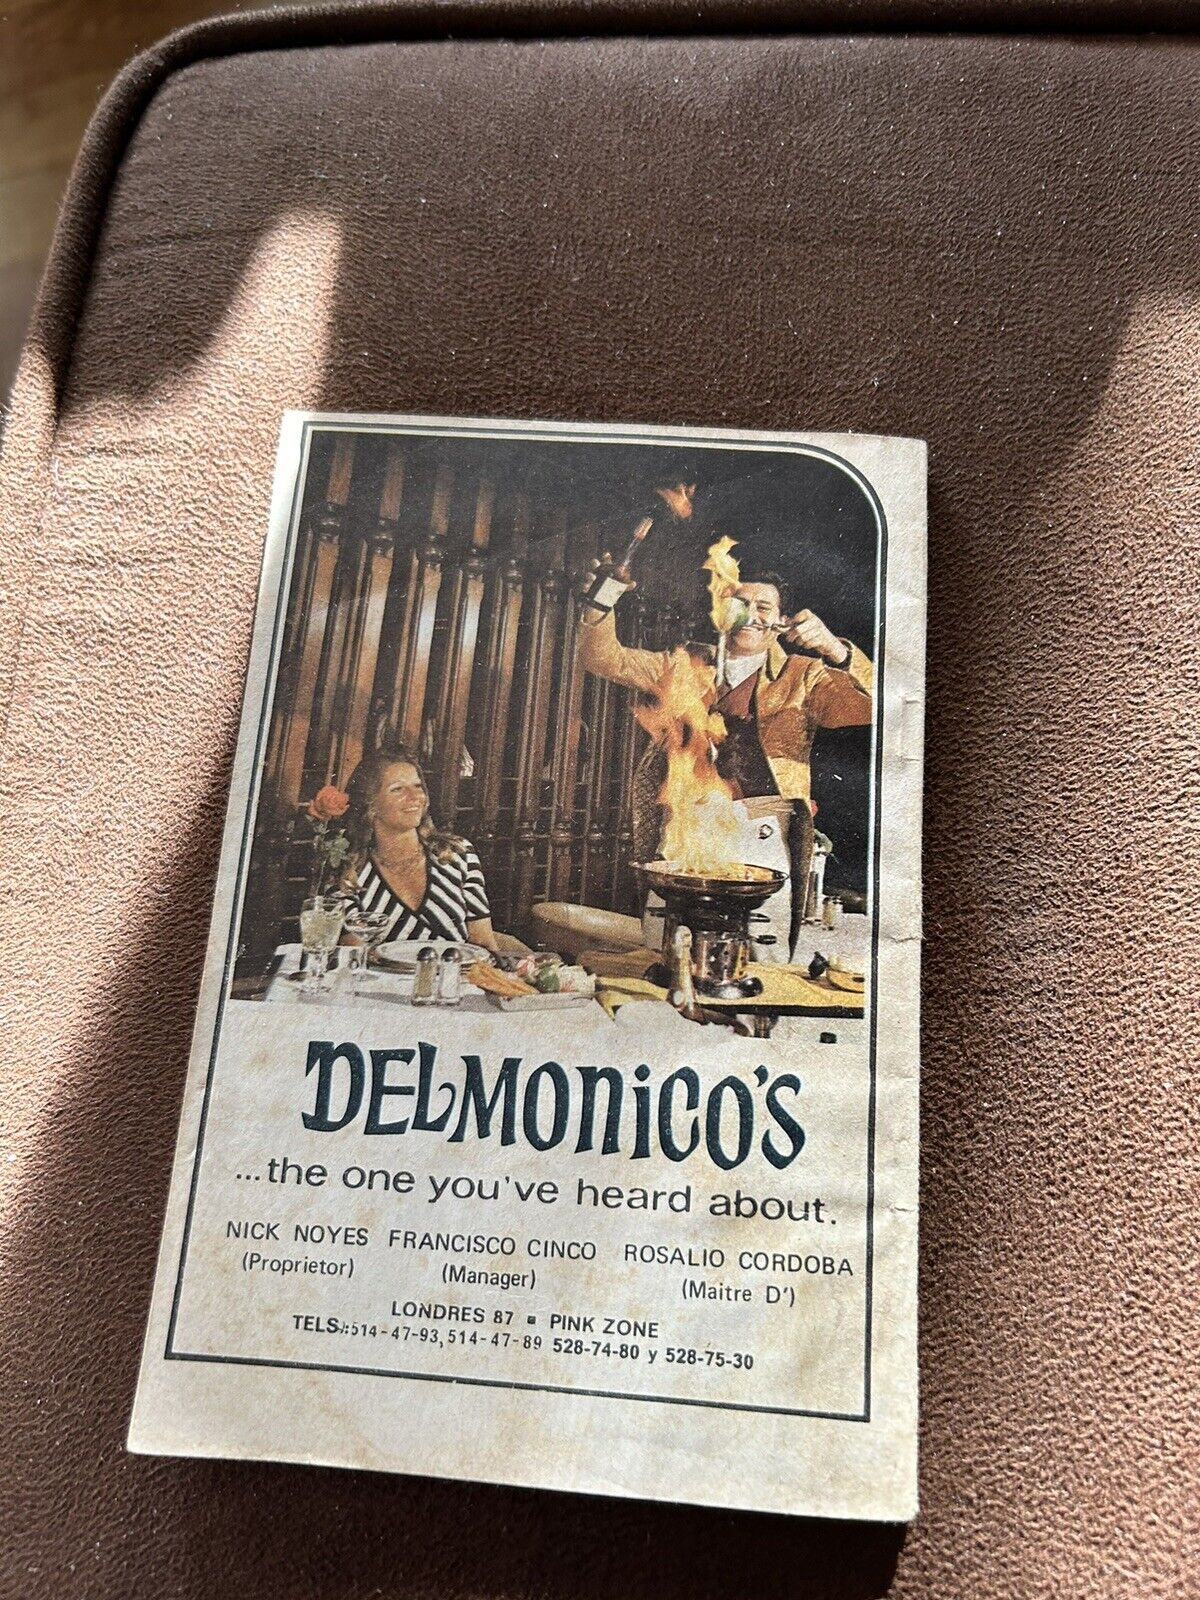 DELMONICO'S
...the one you've heard about.
NICK NOYES FRANCISCO CINCO ROSALIO CORDOBA
(Proprietor) (Manager) (Maitre D')
LONDRES 87 ▪ PINK ZONE
TELS.:514-47-93, 514-47-89 528-74-80 y 528-75-30